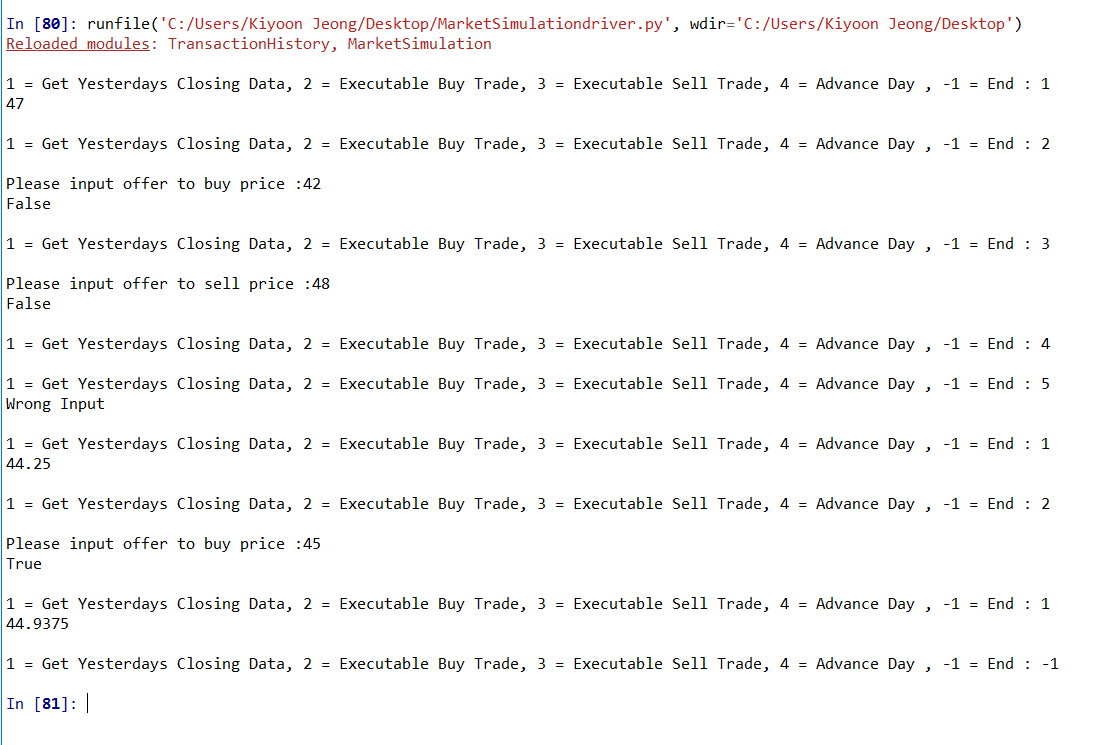 In [80]: runfile('C:/Users/Kiyoon Jeong/Desktop/MarketSimulationdriver.py', wdir='C:/Users/Kiyoon Jeong/Desktop')
Reloaded modules: TransactionHistory, MarketSimulation
1 = Get Yesterdays Closing Data, 2 = Executable Buy Trade, 3 = Executable Sell Trade, 4 = Advance Day , -1 = End : 1
47
1 = Get Yesterdays Closing Data, 2 = Executable Buy Trade, 3 = Executable Sell Trade, 4 = Advance Day , -1 = End : 2
Please input offer to buy price :42
False
1 = Get Yesterdays Closing Data, 2 = Executable Buy Trade, 3 = Executable Sell Trade, 4 = Advance Day , -1 = End : 3
Please input offer to sell price :48
False
1 = Get Yesterdays Closing Data, 2 = Executable Buy Trade, 3 = Executable Sell Trade, 4 = Advance Day , -1 = End : 4
1 = Get Yesterdays Closing Data, 2 = Executable Buy Trade, 3 = Executable Sell Trade, 4 = Advance Day , -1 = End : 5
Wrong Input
1 = Get Yesterdays Closing Data, 2 = Executable Buy Trade, 3 = Executable Sell Trade, 4 = Advance Day , -1 = End : 1
44.25
1 = Get Yesterdays Closing Data, 2 = Executable Buy Trade, 3 = Executable Sell Trade, 4 = Advance Day , -1 = End : 2
Please input offer to buy price :45
True
1 = Get Yesterdays Closing Data, 2 = Executable Buy Trade, 3 = Executable Sell Trade, 4 = Advance Day , -1 = End : 1
44.9375
1 = Get Yesterdays Closing Data, 2 = Executable Buy Trade, 3 = Executable Sell Trade, 4 = Advance Day , -1 = End : -1
In [81]: